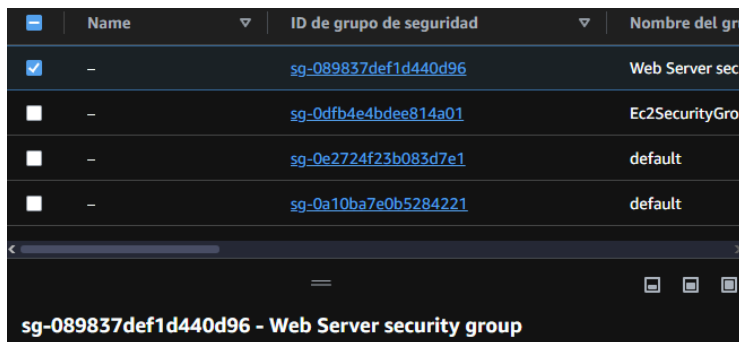 Name ID de grupo de seguridad Nombre del gr
– sg-089837def1d440d96 Web Server sec
– sg-0dfb4e4bdee814a01 Ec2SecurityGro
– sg-0e2724f23b083d7e1 default
– sg-0a10ba7e0b5284221 default
sg-089837def1d440d96 - Web Server security group